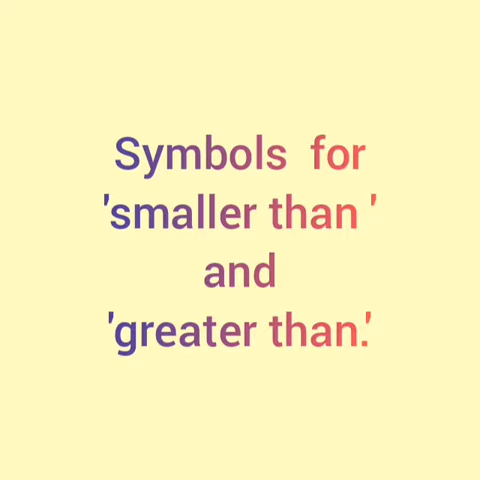 Symbols for
'smaller than '
and
'greater than.'